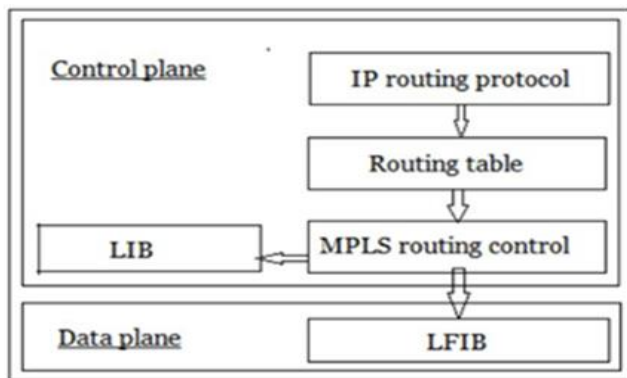 Control plane
IP routing protocol
Routing table
LIB
MPLS routing control
Data plane
LFIB